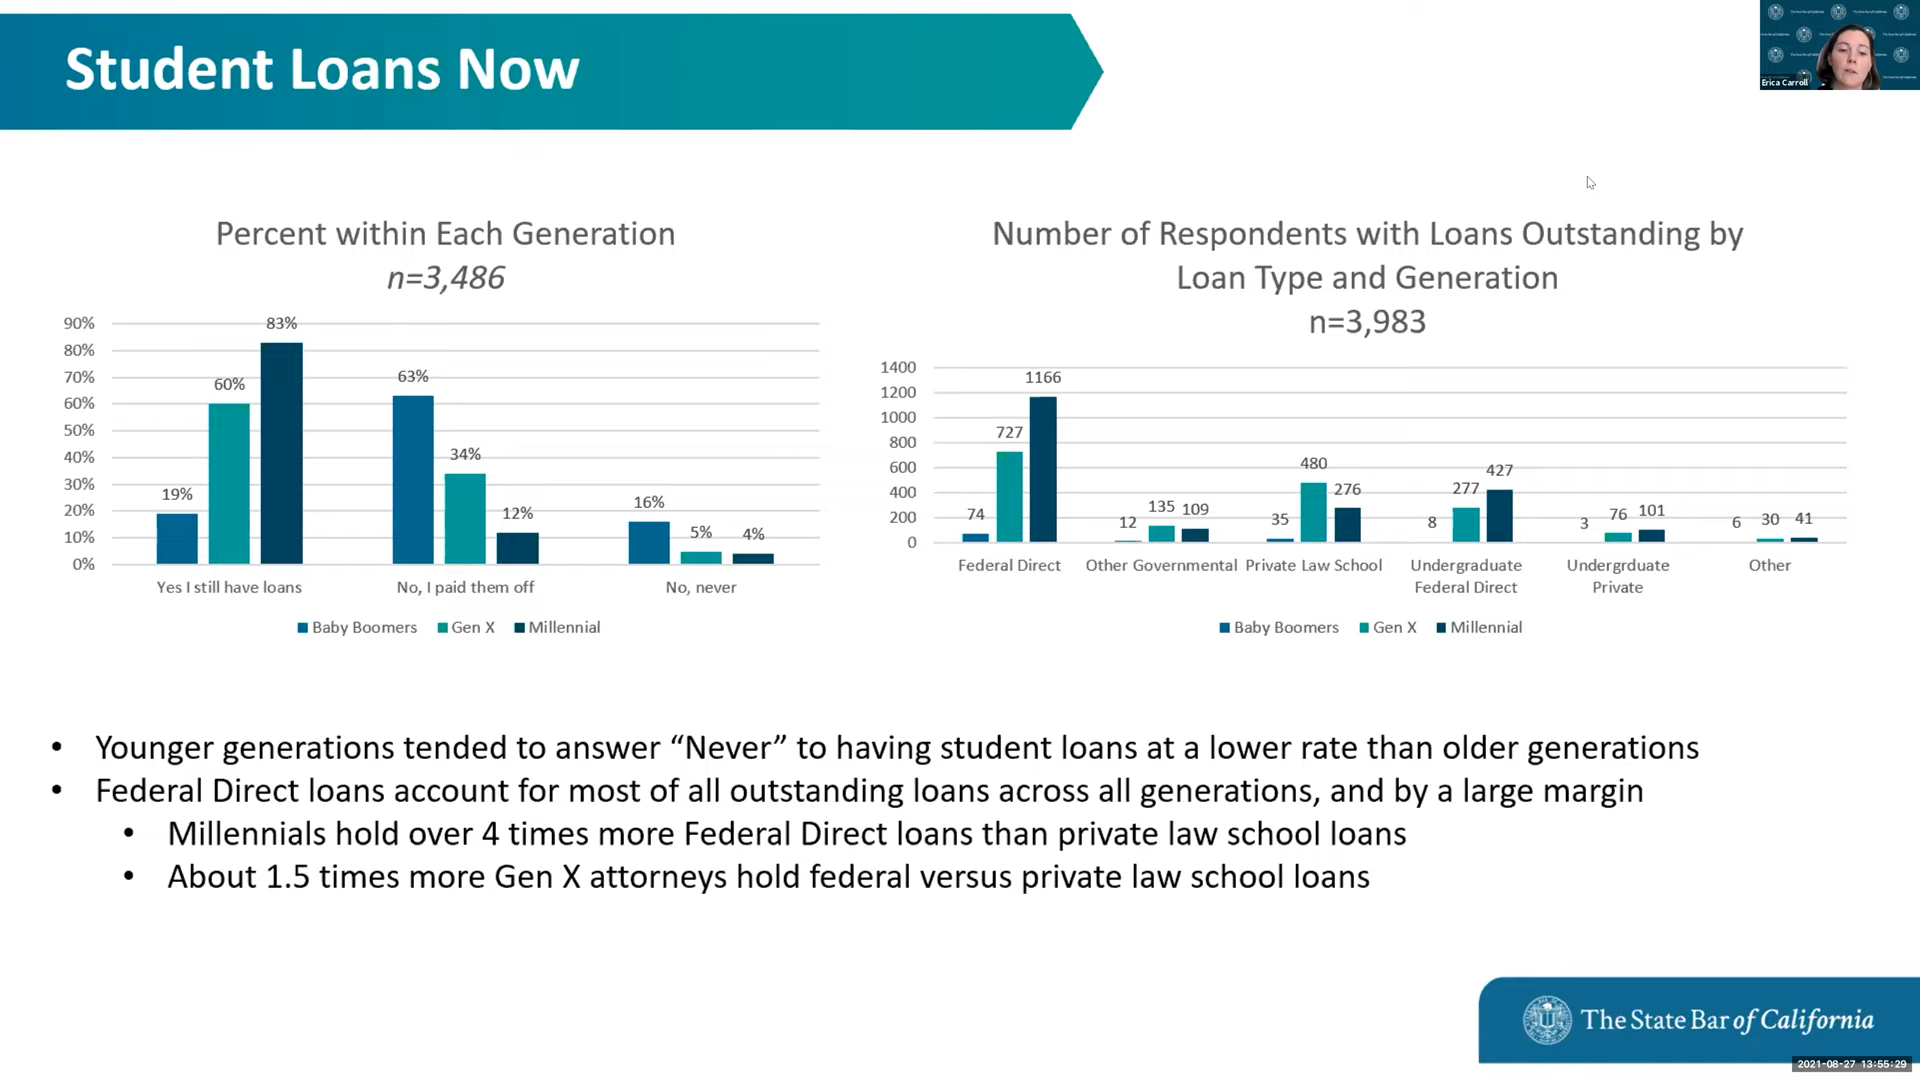 Student Loans Now
Erica Carroll
Percent within Each Generation
n=3,486
90%
80%
70%
60%
50%
40%
30%
20%
10%
0%
19%
60%
83%
63%
34%
12%
16%
5%
4%
Yes I still have loans
No, I paid them off
No, never
Baby Boomers
Gen X
Millennial
Number of Respondents with Loans Outstanding by
Loan Type and Generation
n=3,983
1400
1200
1000
800
600
400
200
0
74
727
1166
12
135
109
35
480
276
8
277
427
3
76
101
6
30
41
Federal Direct
Other Governmental
Private Law School
Undergraduate
Federal Direct
Undergrduate
Private
Other
Baby Boomers
Gen X
Millennial
• Younger generations tended to answer “Never” to having student loans at a lower rate than older generations
• Federal Direct loans account for most of all outstanding loans across all generations, and by a large margin
• Millennials hold over 4 times more Federal Direct loans than private law school loans
• About 1.5 times more Gen X attorneys hold federal versus private law school loans
The State Bar of California
2021-08-27 13:55:29